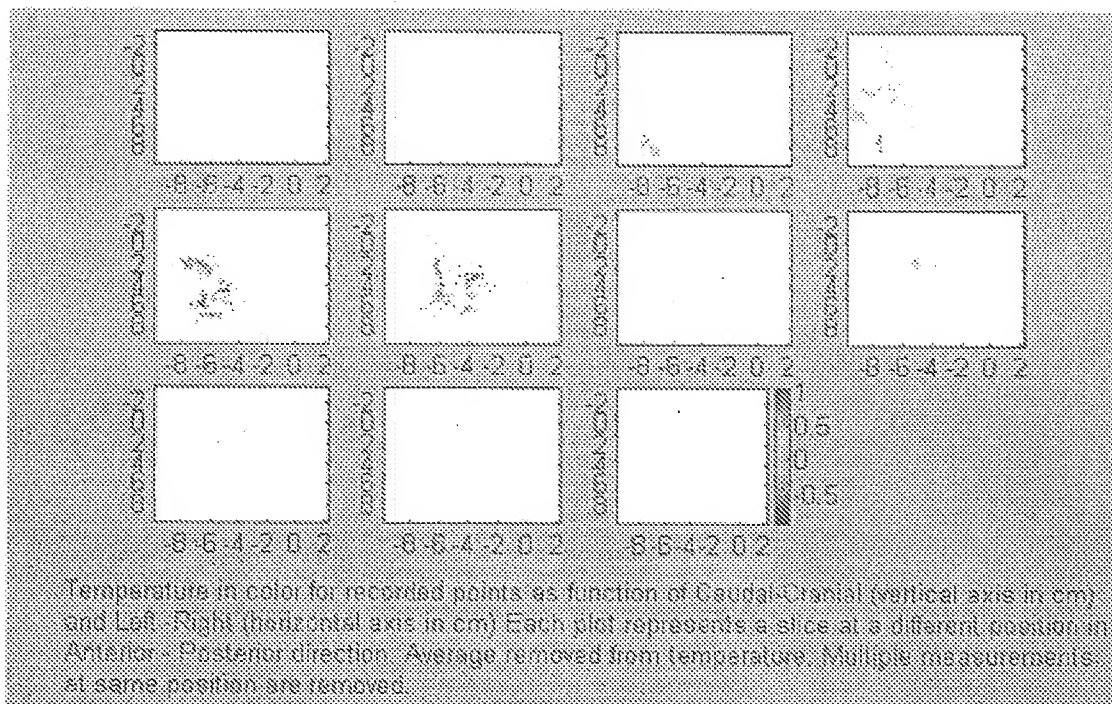 -8 -6 -4 -2 0 2
-8 -6 -4 -2 0 2
-8 -6 -4 -2 0 2
-8 -6 -4 -2 0 2
-8 -6 -4 -2 0 2
-8 -6 -4 -2 0 2
-8 -6 -4 -2 0 2
-8 -6 -4 -2 0 2
1
0.5
0
-0.5
-8 -6 -4 -2 0 2
-8 -6 -4 -2 0 2
-8 -6 -4 -2 0 2
Temperature in color for recorded points as function of Caudal-Cranial (vertical axis in cm)
and Left -Right (horizontal axis in cm) Each plot represents a slice at a different position in
Anterior - Posterior direction. Average removed from temperature. Multiple measurements
at same position are removed.